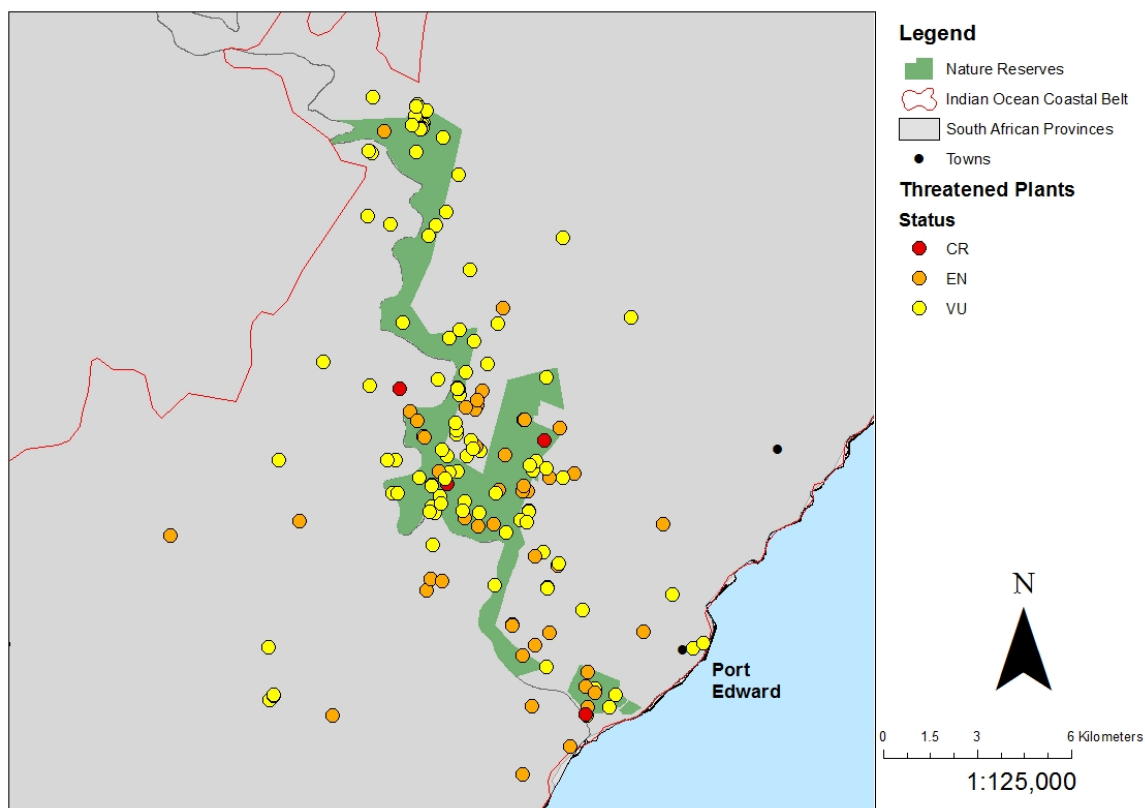 Legend
Nature Reserves
Indian Ocean Coastal Belt
South African Provinces
Towns
Threatened Plants
Status
CR
EN
VU
Port
Edward
N
0 1.5 3 6 Kilometers
1:125,000